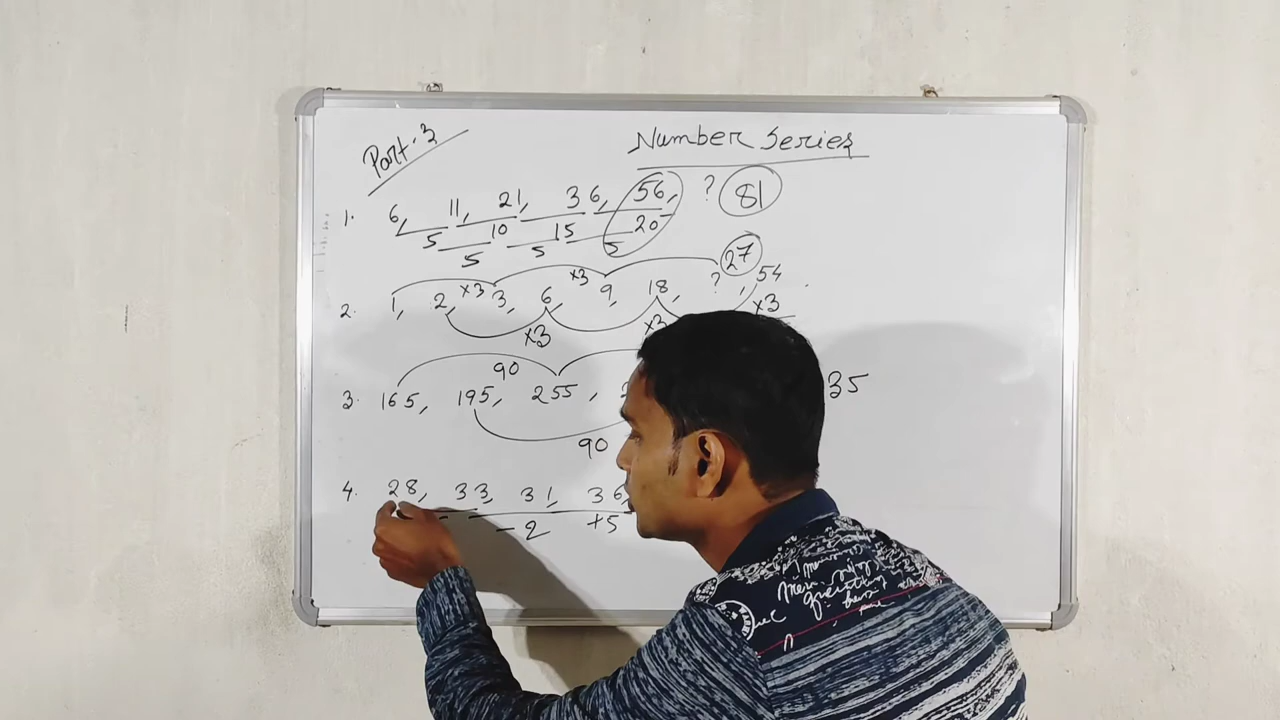 Part-3
Number Series
1. 6, 11, 21, 36, 56, ? 81
5 10 15 20
5 5 5
27
×3 ×3
2. 1, 2, 3, 6, 9, 18, ?, 54
×3 ×3 ×3
90
3. 165, 195, 255, 35
90
4. 28, 33, 31, 36,
-2 +5